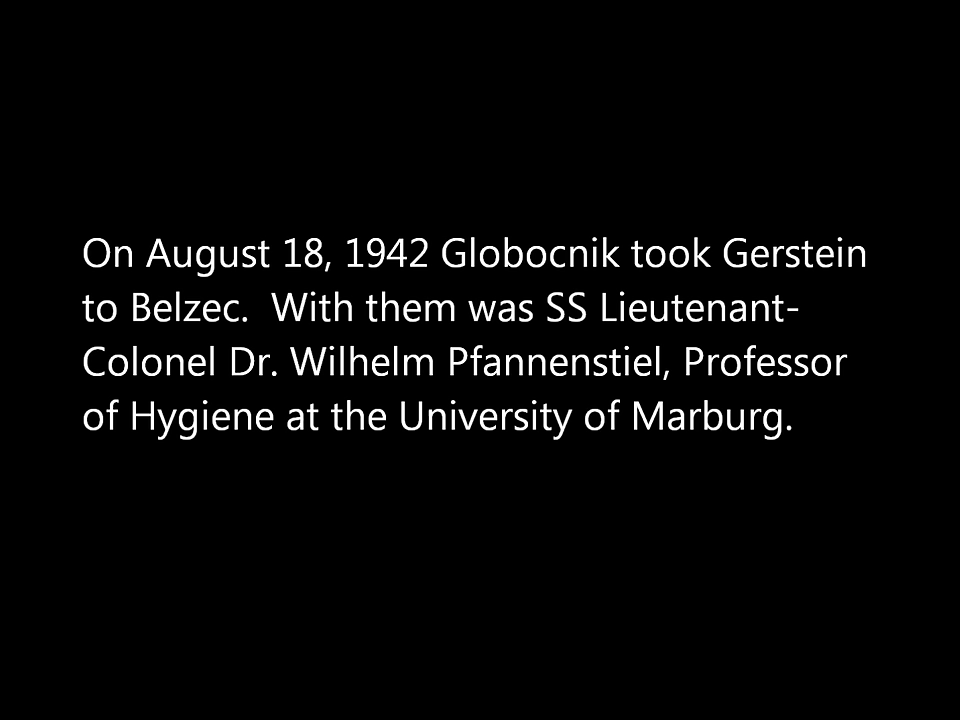 On August 18, 1942 Globocnik took Gerstein
to Belzec.  With them was SS Lieutenant-
Colonel Dr. Wilhelm Pfannenstiel, Professor
of Hygiene at the University of Marburg.